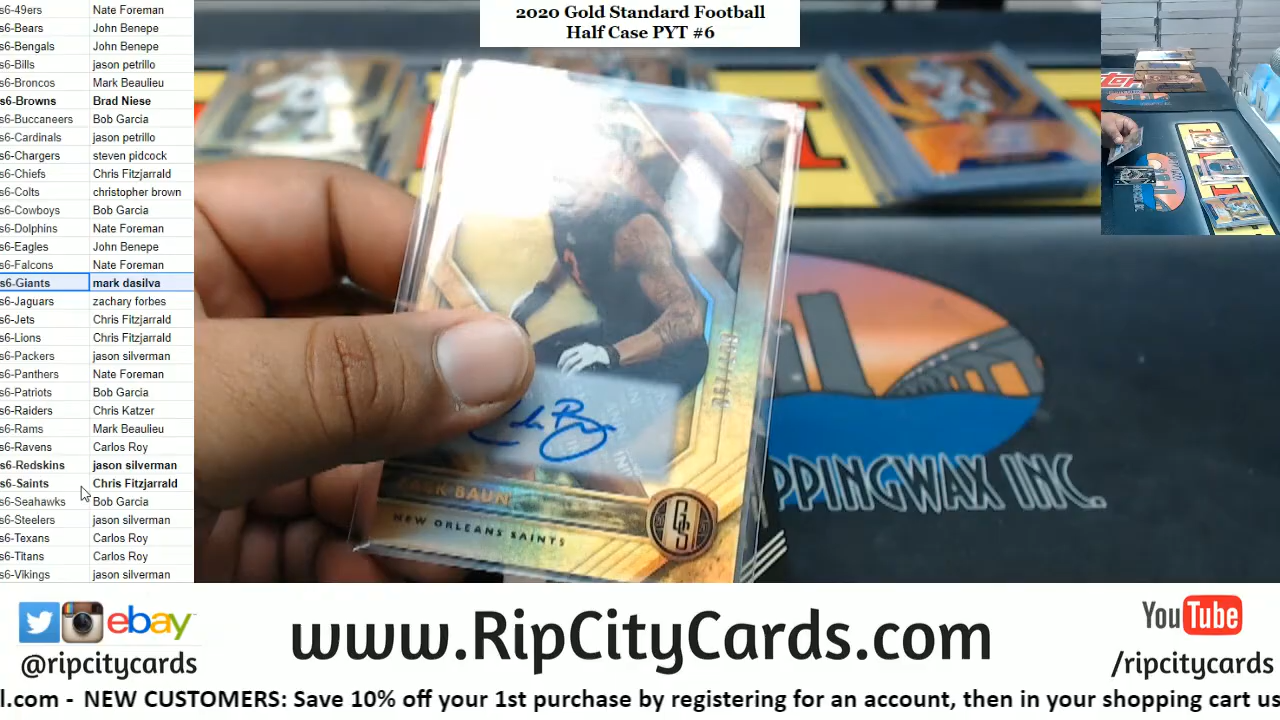 2020 Gold Standard Football
Half Case PYT #6
s6-49ers Nate Foreman
s6-Bears John Benepe
s6-Bengals John Benepe
s6-Bills jason petrillo
s6-Broncos Mark Beaulieu
s6-Browns Brad Niese
s6-Buccaneers Bob Garcia
s6-Cardinals jason petrillo
s6-Chargers steven pidcock
s6-Chiefs Chris Fitzjarrald
s6-Colts christopher brown
s6-Cowboys Bob Garcia
s6-Dolphins Nate Foreman
s6-Eagles John Benepe
s6-Falcons Nate Foreman
s6-Giants mark dasilva
s6-Jaguars zachary forbes
s6-Jets Chris Fitzjarrald
s6-Lions Chris Fitzjarrald
s6-Packers jason silverman
s6-Panthers Nate Foreman
s6-Patriots Bob Garcia
s6-Raiders Chris Katzer
s6-Rams Mark Beaulieu
s6-Ravens Carlos Roy
s6-Redskins jason silverman
s6-Saints Chris Fitzjarrald
s6-Seahawks Bob Garcia
s6-Steelers jason silverman
s6-Texans Carlos Roy
s6-Titans Carlos Roy
s6-Vikings jason silverman
BAUN
NEW ORLEANS SAINTS
GS
PPINGWAX INC.
ebay
@ripcitycards
www.RipCityCards.com
YouTube
/ripcitycards
l.com - NEW CUSTOMERS: Save 10% off your 1st purchase by registering for an account, then in your shopping cart us